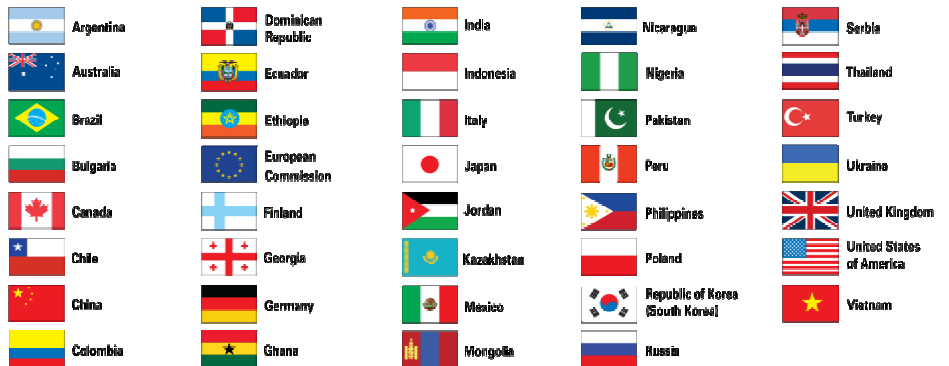 Argentina
Australia
Brazil
Bulgaria
Canada
Chile
China
Colombia
Dominican
Republic
Ecuador
Ethiopia
European
Commission
Finland
Georgia
Germany
Ghana
India
Indonesia
Italy
Japan
Jordan
Kazakhstan
Mexico
Mongolia
Nicaragua
Nigeria
Pakistan
Peru
Philippines
Poland
Republic of Korea
(South Korea)
Russia
Serbia
Thailand
Turkey
Ukraine
United Kingdom
United States
of America
Vietnam